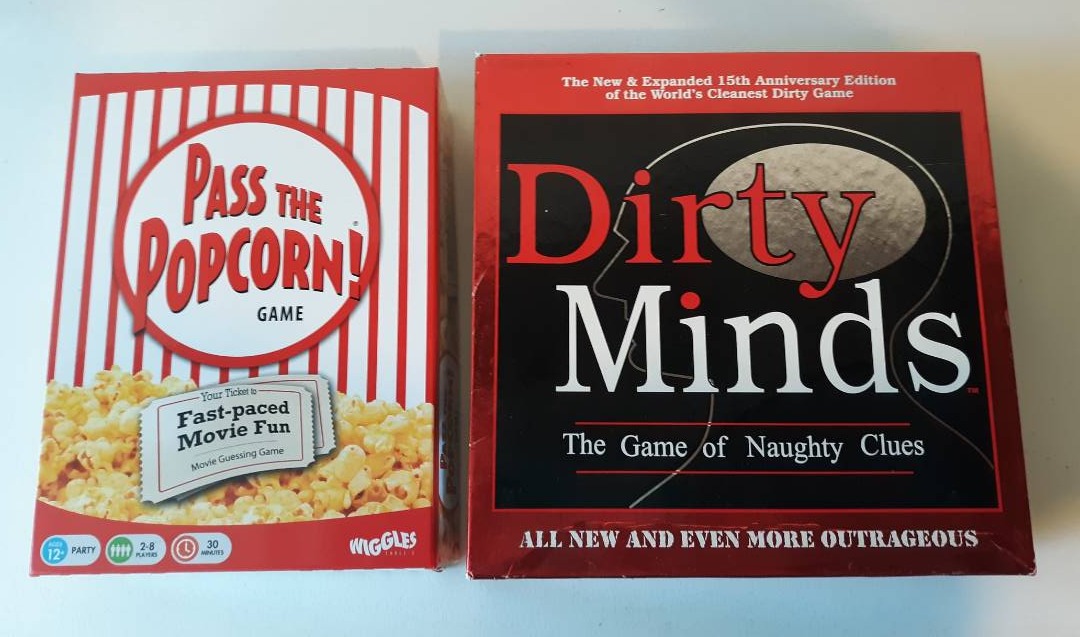 PASS THE
POPCORN!
®
GAME
Your Ticket to
Fast-paced
Movie Fun
Movie Guessing Game
AGES
12+
PARTY
2-8
PLAYERS
30
MINUTES
WIGGLES
The New & Expanded 15th Anniversary Edition
of the World's Cleanest Dirty Game
Dirty
Minds
TM
The Game of Naughty Clues
ALL NEW AND EVEN MORE OUTRAGEOUS